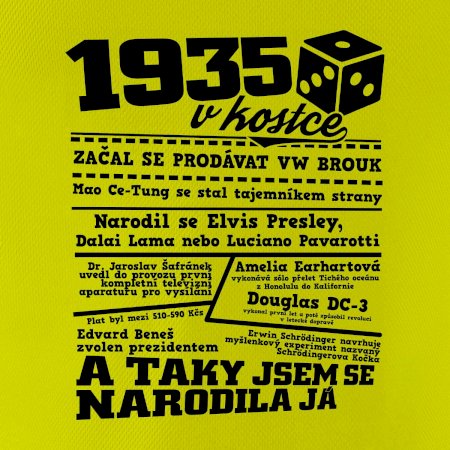 1935
v kostce
ZAČAL SE PRODÁVAT VW BROUK
Mao Ce-Tung se stal tajemníkem strany
Narodil se Elvis Presley,
Dalai Lama nebo Luciano Pavarotti
Dr. Jaroslav Šafránek
uvedl do provozu první
kompletní televizní
aparaturu pro vysílání
Plat byl mezi 510-590 Kčs
Edvard Beneš
zvolen prezidentem
Amelia Earhartová
vykonává sólo přelet Tichého oceánu
z Honolulu do Kalifornie
Douglas DC-3
vykonal první let a poté způsobil revoluci
v letecké dopravě
Erwin Schrödinger navrhuje
myšlenkový experiment nazvaný
Schrödingerova Kočka
A TAKY JSEM SE
NARODILA JÁ